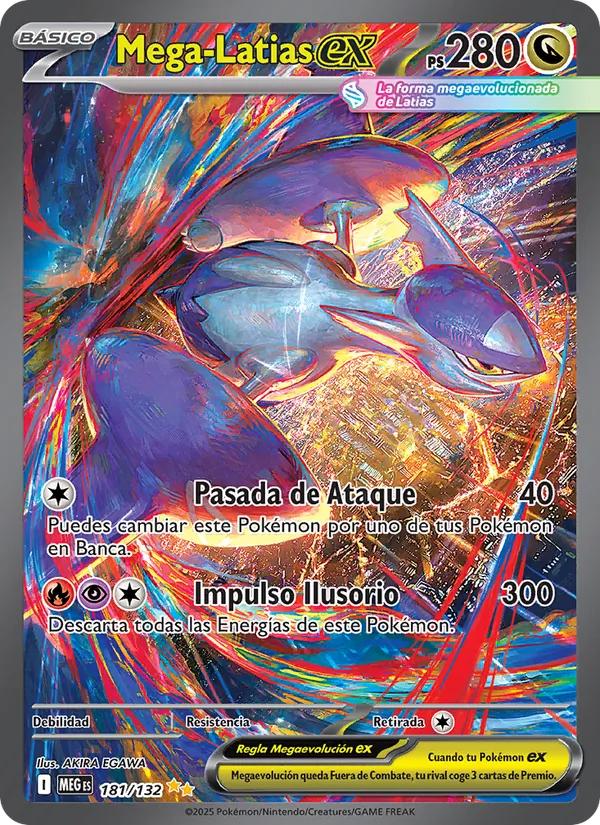 BÁSICO
Mega-Latias ex
PS 280
La forma megaevolucionada
de Latias
Pasada de Ataque 40
Puedes cambiar este Pokémon por uno de tus Pokémon
en Banca.
Impulso Ilusorio 300
Descarta todas las Energías de este Pokémon.
Debilidad Resistencia Retirada
Ilus. AKIRA EGAWA
Regla Megaevolución ex Cuando tu Pokémon ex
Megaevolución queda Fuera de Combate, tu rival coge 3 cartas de Premio.
I MEG ES 181/132
©2025 Pokémon/Nintendo/Creatures/GAME FREAK